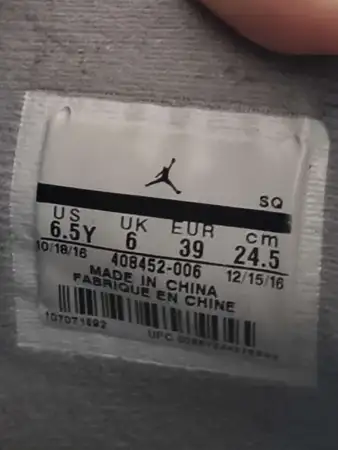 SQ
US UK EUR cm
6.5Y 6 39 24.5
10/18/16 408452-006 12/15/16
MADE IN CHINA
FABRIQUE EN CHINE
UPC